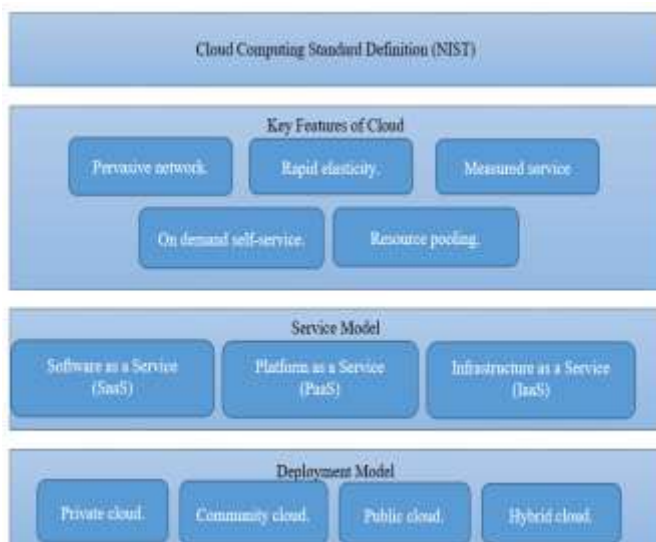 Cloud Computing Standard Definition (NIST)
Key Features of Cloud
Pervasive network.
Rapid elasticity.
Measured service
On demand self-service.
Resource pooling.
Service Model
Software as a Service
(SaaS)
Platform as a Service
(PaaS)
Infrastructure as a Service
(IaaS)
Deployment Model
Private cloud.
Community cloud.
Public cloud.
Hybrid cloud.